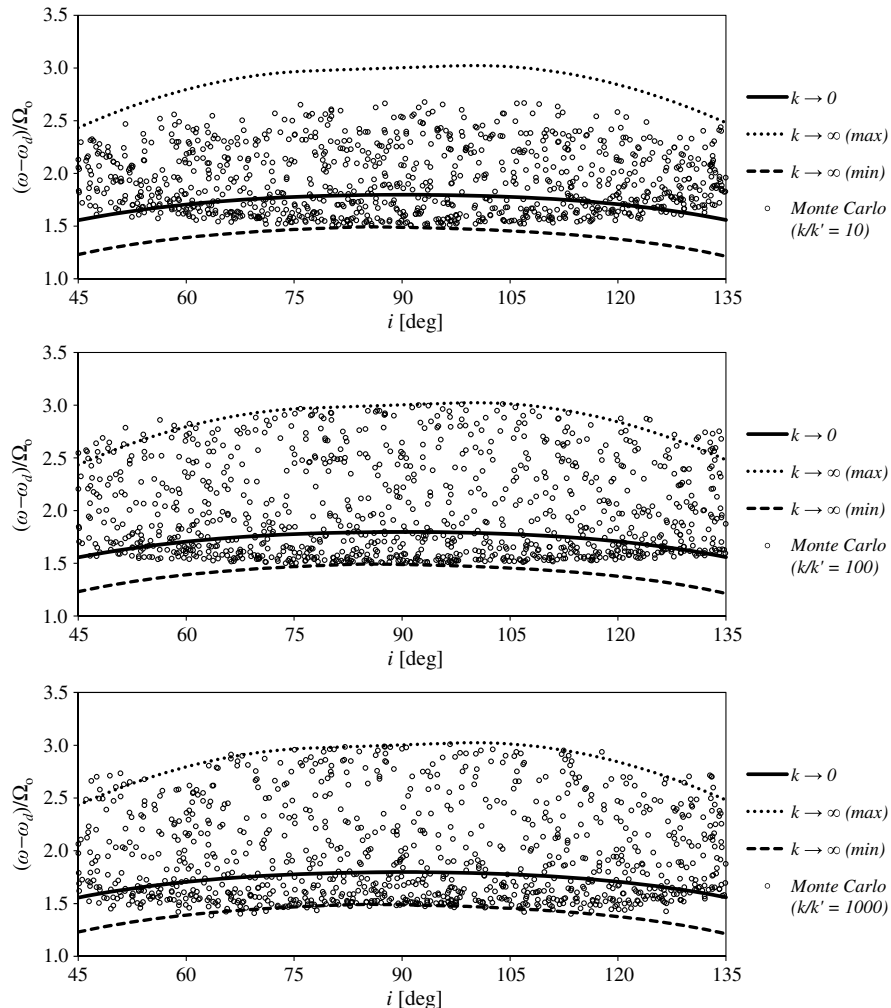 3.5
3.0
2.5
2.0
1.5
1.0
(ω−ω_d)/Ω_o
45 60 75 90 105 120 135
i [deg]
k → 0
k → ∞ (max)
k → ∞ (min)
Monte Carlo
(k/k' = 10)
3.5
3.0
2.5
2.0
1.5
1.0
(ω−ω_d)/Ω_o
45 60 75 90 105 120 135
i [deg]
k → 0
k → ∞ (max)
k → ∞ (min)
Monte Carlo
(k/k' = 100)
3.5
3.0
2.5
2.0
1.5
1.0
(ω−ω_d)/Ω_o
45 60 75 90 105 120 135
i [deg]
k → 0
k → ∞ (max)
k → ∞ (min)
Monte Carlo
(k/k' = 1000)